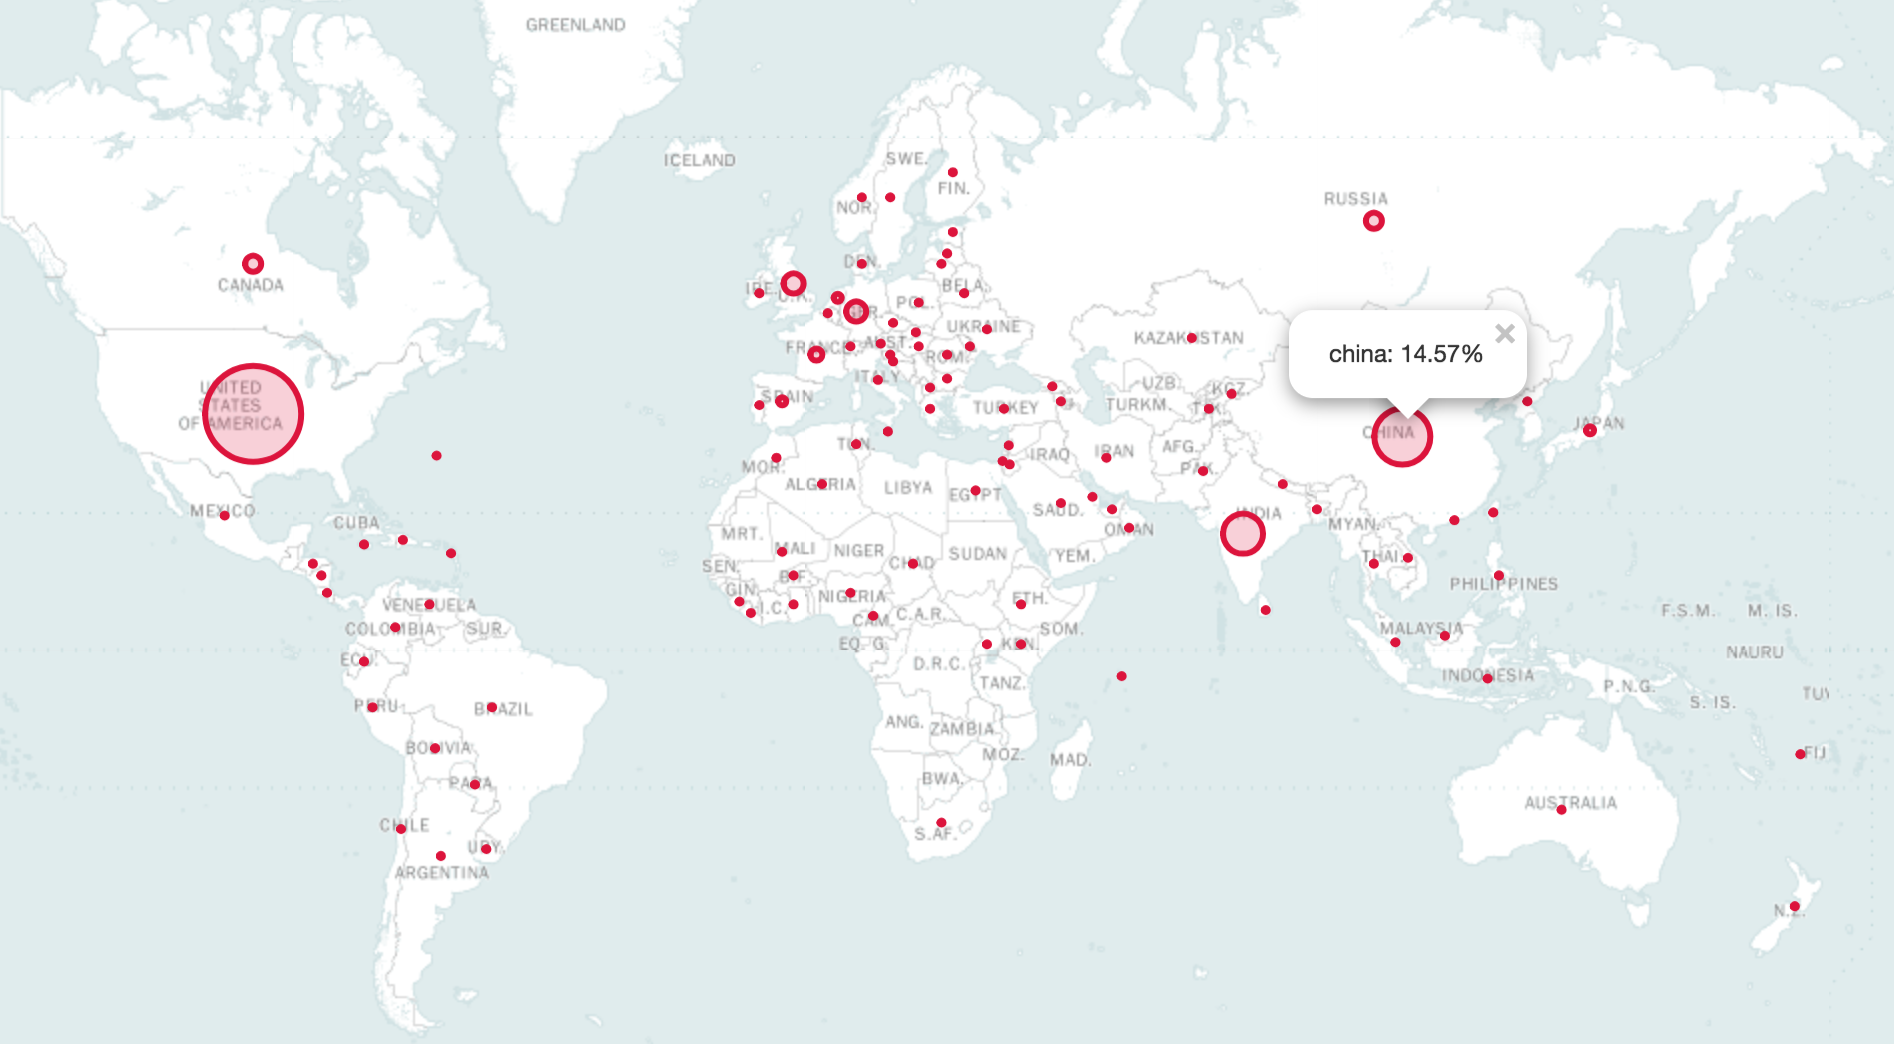 GREENLAND
ICELAND
SWE.
FIN.
NOR.
RUSSIA
DEN.
CANADA
IRE.
U.K.
BELA.
POL.
GER.
UKRAINE
KAZAKHSTAN
FRANCE
AUST.
ROM.
china: 14.57%
×
ITALY
UNITED
STATES
OF AMERICA
SPAIN
UZB.
KGZ.
TURKEY
TURKM.
TJK.
CHINA
JAPAN
TUN.
IRAQ
IRAN
AFG.
MOR.
PAK.
ALGERIA
LIBYA
EGYPT
MEXICO
CUBA
SAUD.
OMAN
INDIA
MYAN.
MRT.
MALI
NIGER
CHAD
SUDAN
YEM.
THAI.
SEN.
B.F.
GIN.
I.C.
NIGERIA
ETH.
PHILIPPINES
VENEZUELA
COLOMBIA
SUR.
CAM.
C.A.R.
SOM.
MALAYSIA
F.S.M.
M. IS.
EQ. G.
KEN.
ECU.
D.R.C.
NAURU
TANZ.
INDONESIA
P.N.G.
TUV
S. IS.
PERU
BRAZIL
ANG.
ZAMBIA
BOLIVIA
MOZ.
MAD.
FIJ
PARA.
BWA.
AUSTRALIA
CHILE
S.AF.
URY.
ARGENTINA
N.Z.